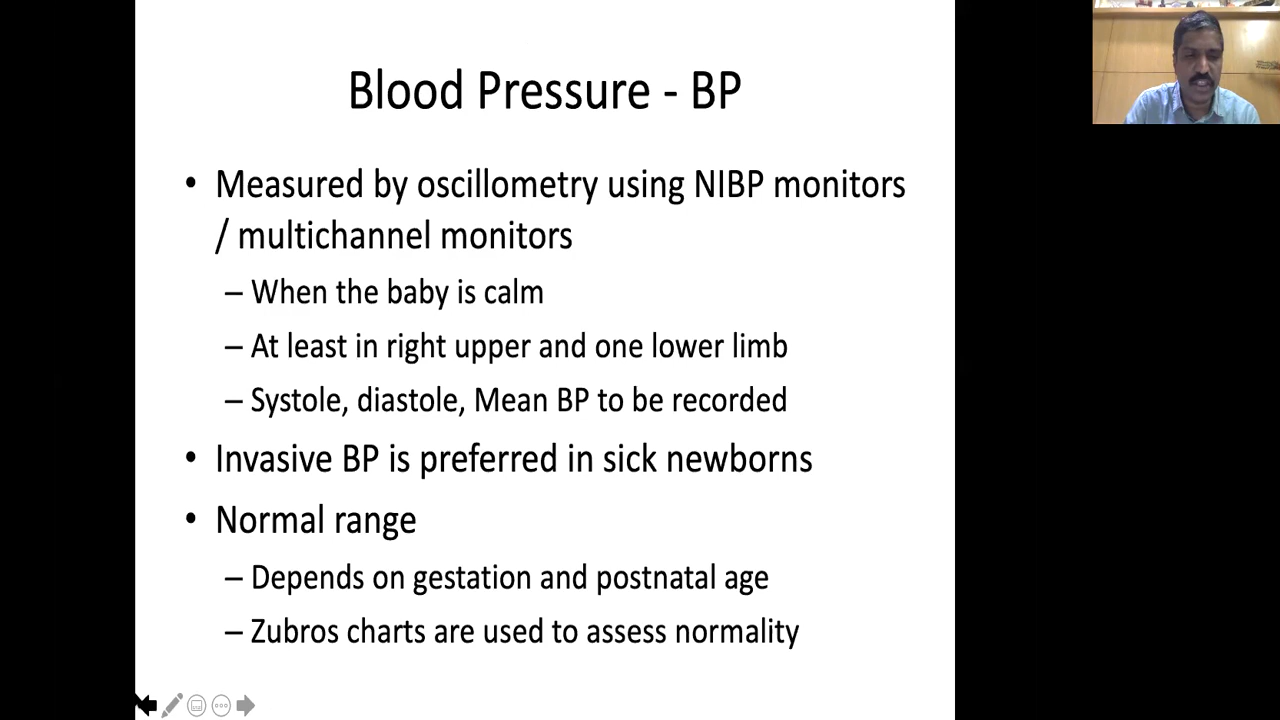 Blood Pressure - BP
• Measured by oscillometry using NIBP monitors
/ multichannel monitors
– When the baby is calm
– At least in right upper and one lower limb
– Systole, diastole, Mean BP to be recorded
• Invasive BP is preferred in sick newborns
• Normal range
– Depends on gestation and postnatal age
– Zubros charts are used to assess normality